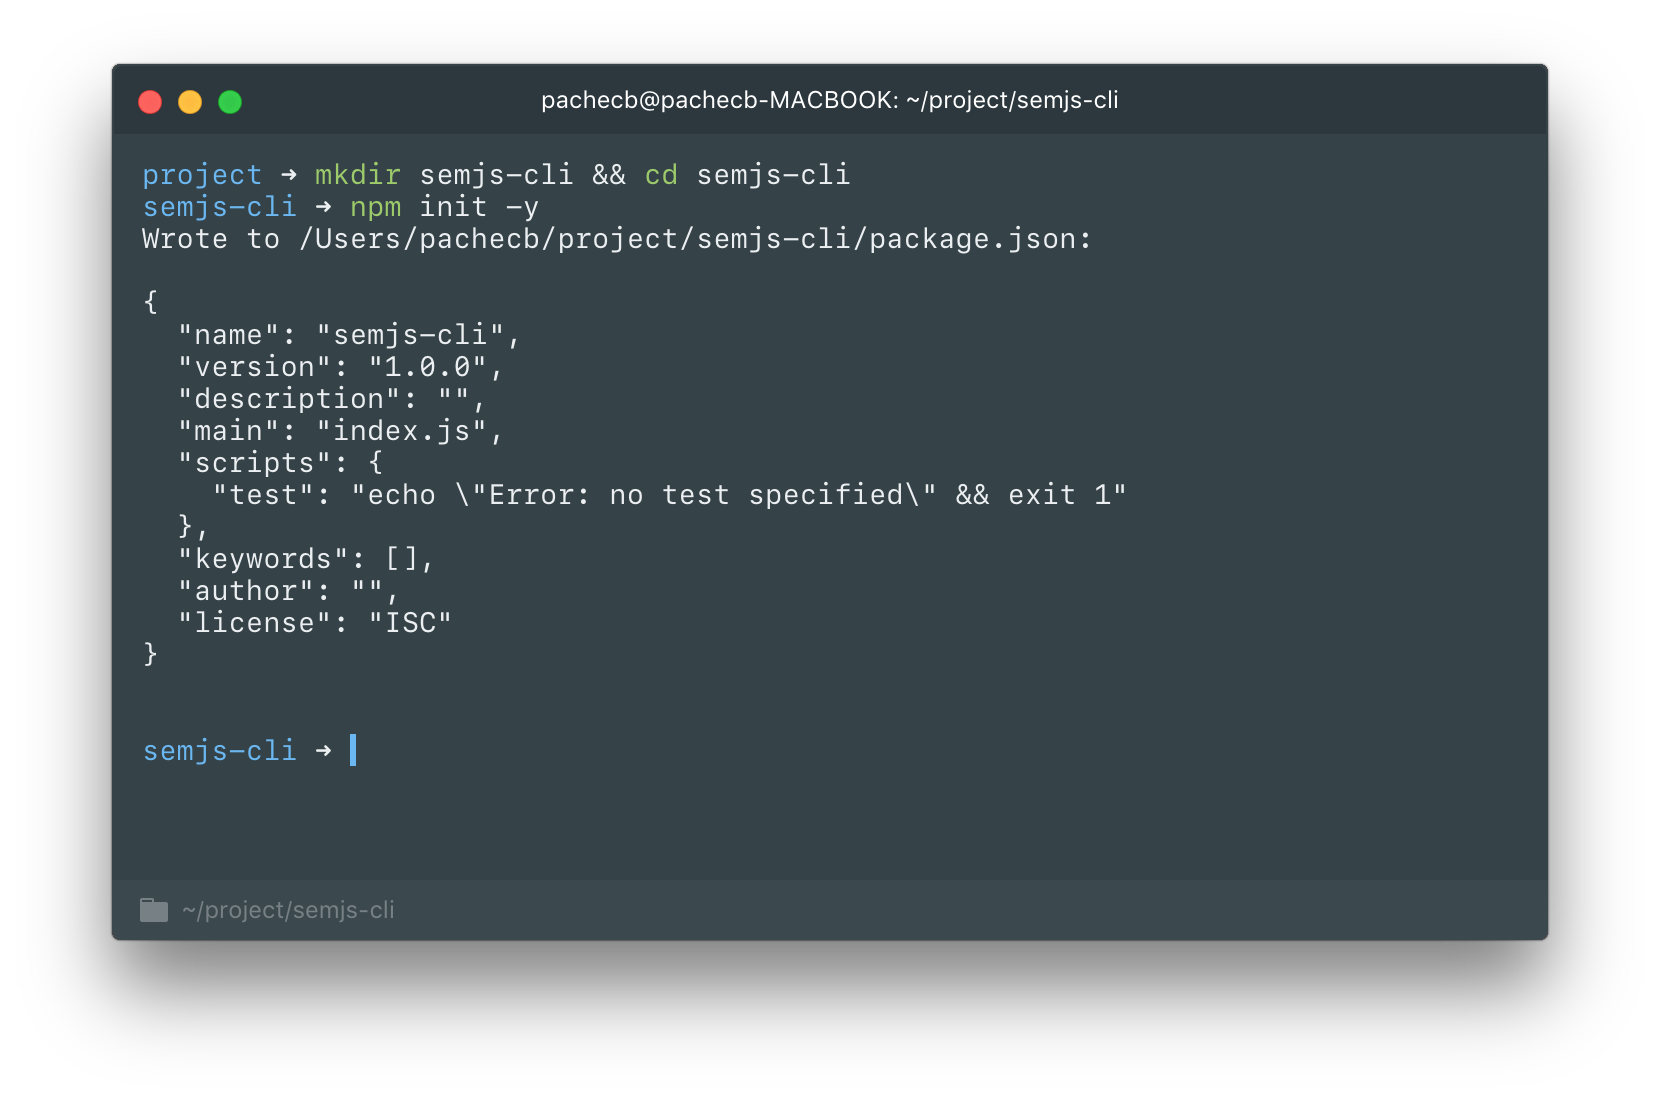 pachecb@pachecb-MACBOOK: ~/project/semjs-cli
project ➜ mkdir semjs-cli && cd semjs-cli
semjs-cli ➜ npm init -y
Wrote to /Users/pachecb/project/semjs-cli/package.json:

{
  "name": "semjs-cli",
  "version": "1.0.0",
  "description": "",
  "main": "index.js",
  "scripts": {
    "test": "echo \"Error: no test specified\" && exit 1"
  },
  "keywords": [],
  "author": "",
  "license": "ISC"
}

semjs-cli ➜
~/project/semjs-cli